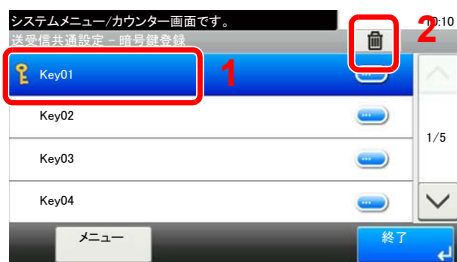 システムメニュー/カウンター画面です。
10:10
送受信共通設定 - 暗号鍵登録
2
Key01
1
Key02
Key03
1/5
Key04
メニュー
終了